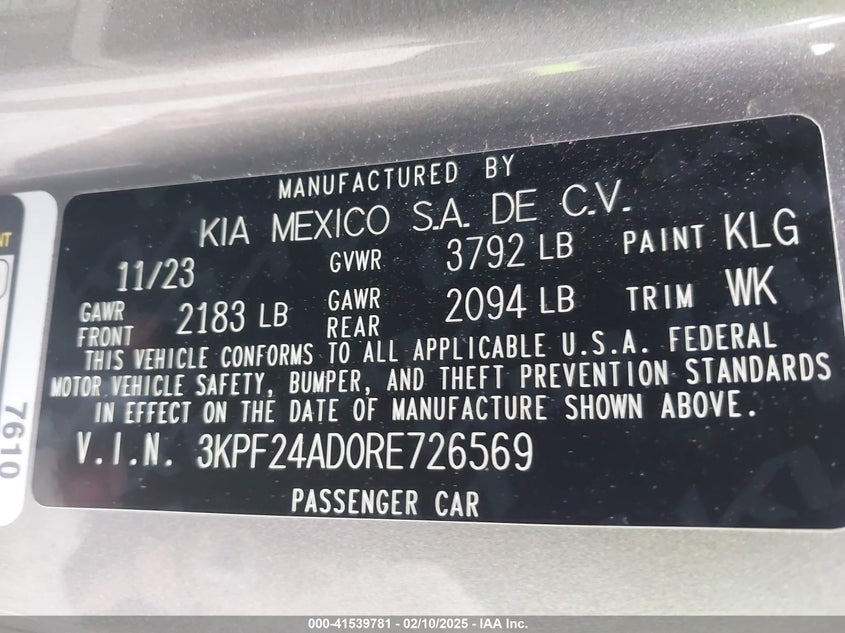 MANUFACTURED BY
KIA MEXICO S.A. DE C.V.
11/23 GVWR 3792 LB PAINT KLG
GAWR FRONT 2183 LB GAWR REAR 2094 LB TRIM WK
THIS VEHICLE CONFORMS TO ALL APPLICABLE U.S.A. FEDERAL
MOTOR VEHICLE SAFETY, BUMPER, AND THEFT PREVENTION STANDARDS
IN EFFECT ON THE DATE OF MANUFACTURE SHOWN ABOVE.
V.I.N. 3KPF24AD0RE726569
PASSENGER CAR
7610
000-41539781 - 02/10/2025 - IAA Inc.